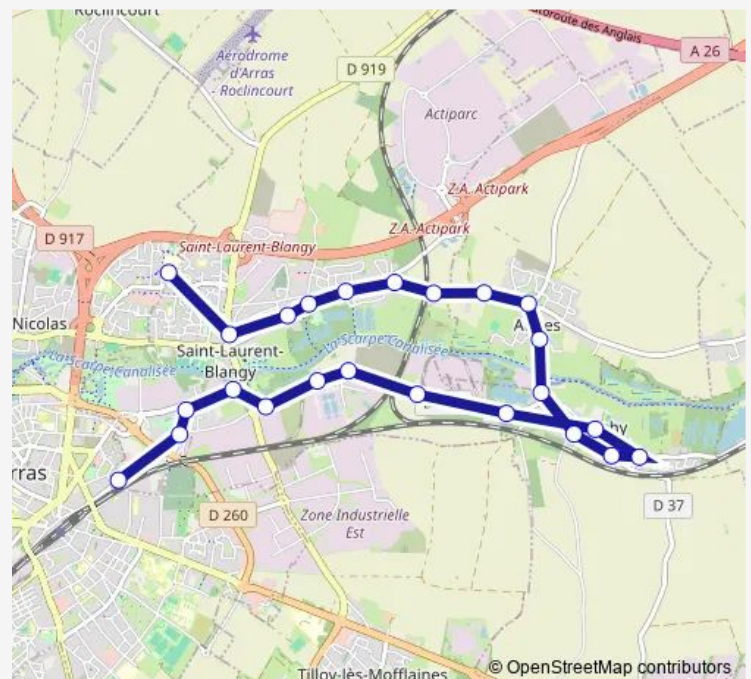 Roclincourt
Autoroute des Anglais
A 26
Aérodrome
d'Arras
- Roclincourt
D 919
Actiparc
Z.A. Actipark
Saint-Laurent-Blangy
Z.A. Actipark
D 917
Nicolas
La Scarpe Canalisée
La Scarpe Canalisée
Saint-Laurent-
Blangy
rras
D 260
Zone Industrielle
Est
D 37
Tilloy-lès-Mofflaines
© OpenStreetMap contributors